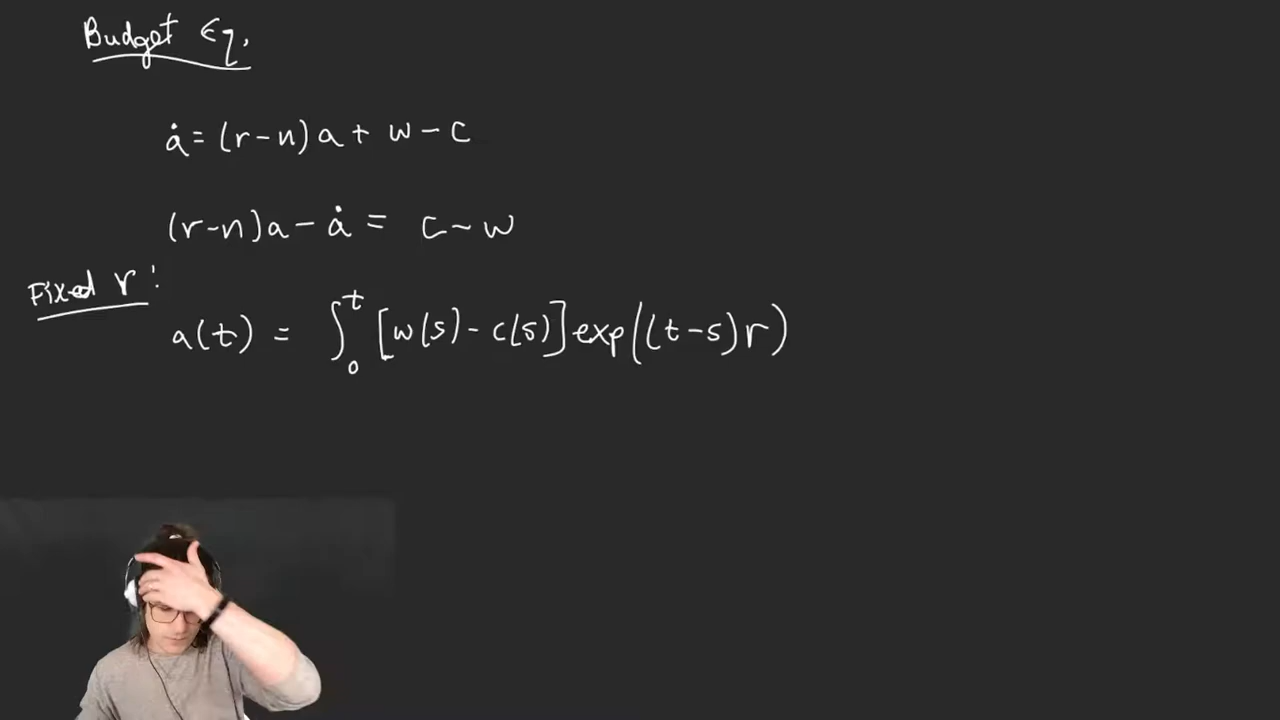 Budget Eq.
ȧ = (r-n)a + w - c
(r-n)a - ȧ = c - w
Fixed r:
a(t) = ∫₀ᵗ [w(s) - c(s)] exp((t-s)r)